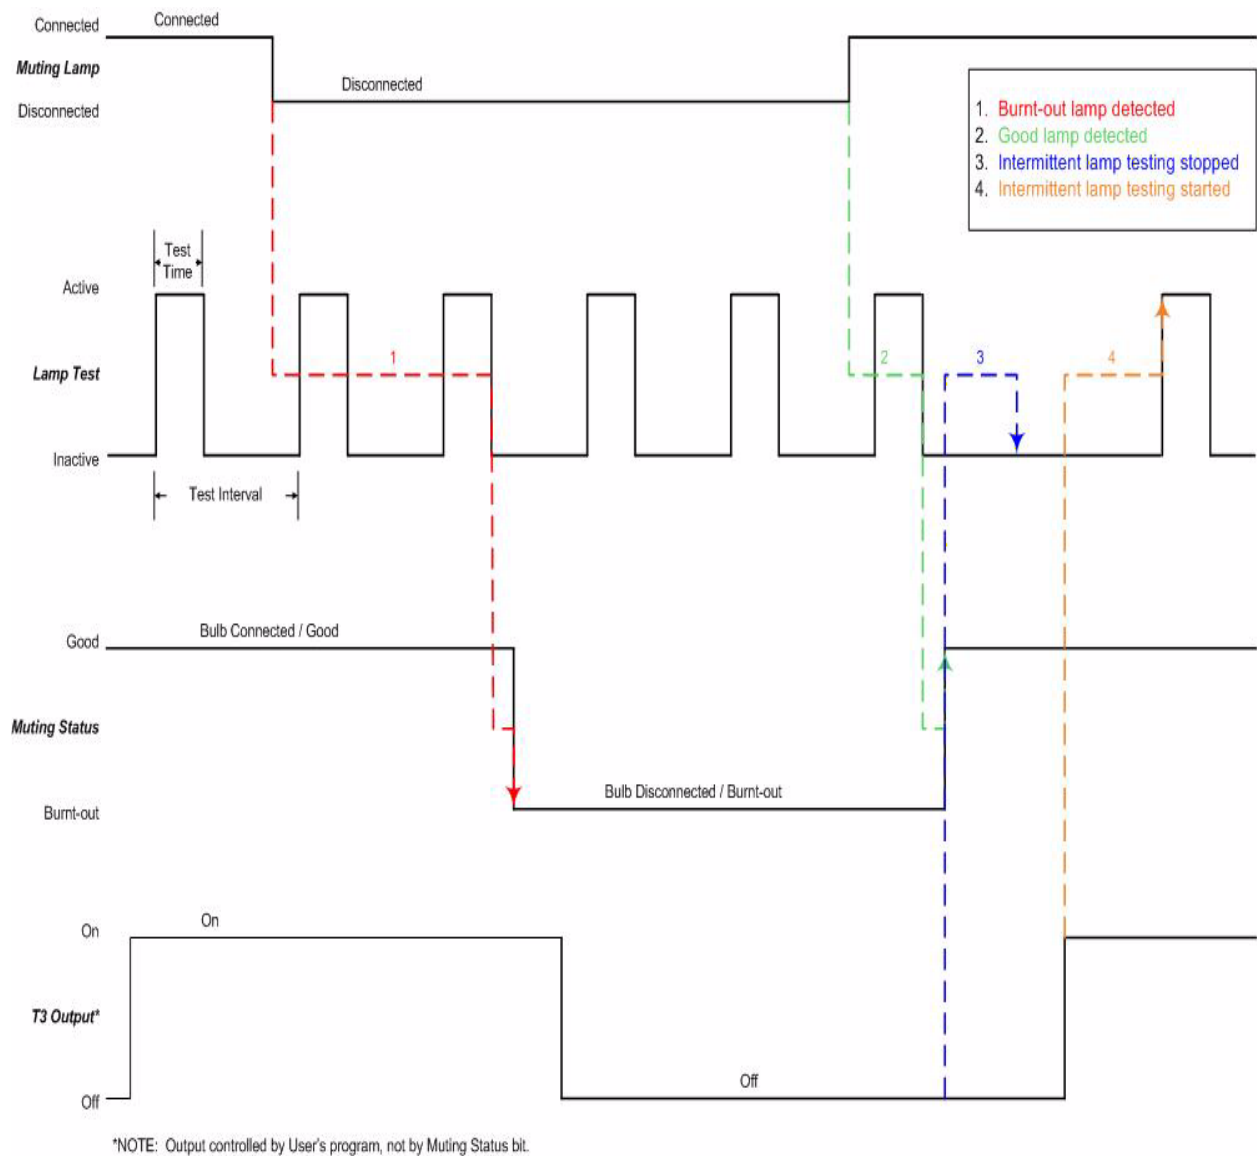 Connected
Connected
Muting Lamp
Disconnected
Disconnected
1. Burnt-out lamp detected
2. Good lamp detected
3. Intermittent lamp testing stopped
4. Intermittent lamp testing started
Test
Time
Active
1
2
3
4
Lamp Test
Inactive
Test Interval
Good
Bulb Connected / Good
Muting Status
Bulb Disconnected / Burnt-out
Burnt-out
On
On
T3 Output*
Off
Off
*NOTE: Output controlled by User's program, not by Muting Status bit.